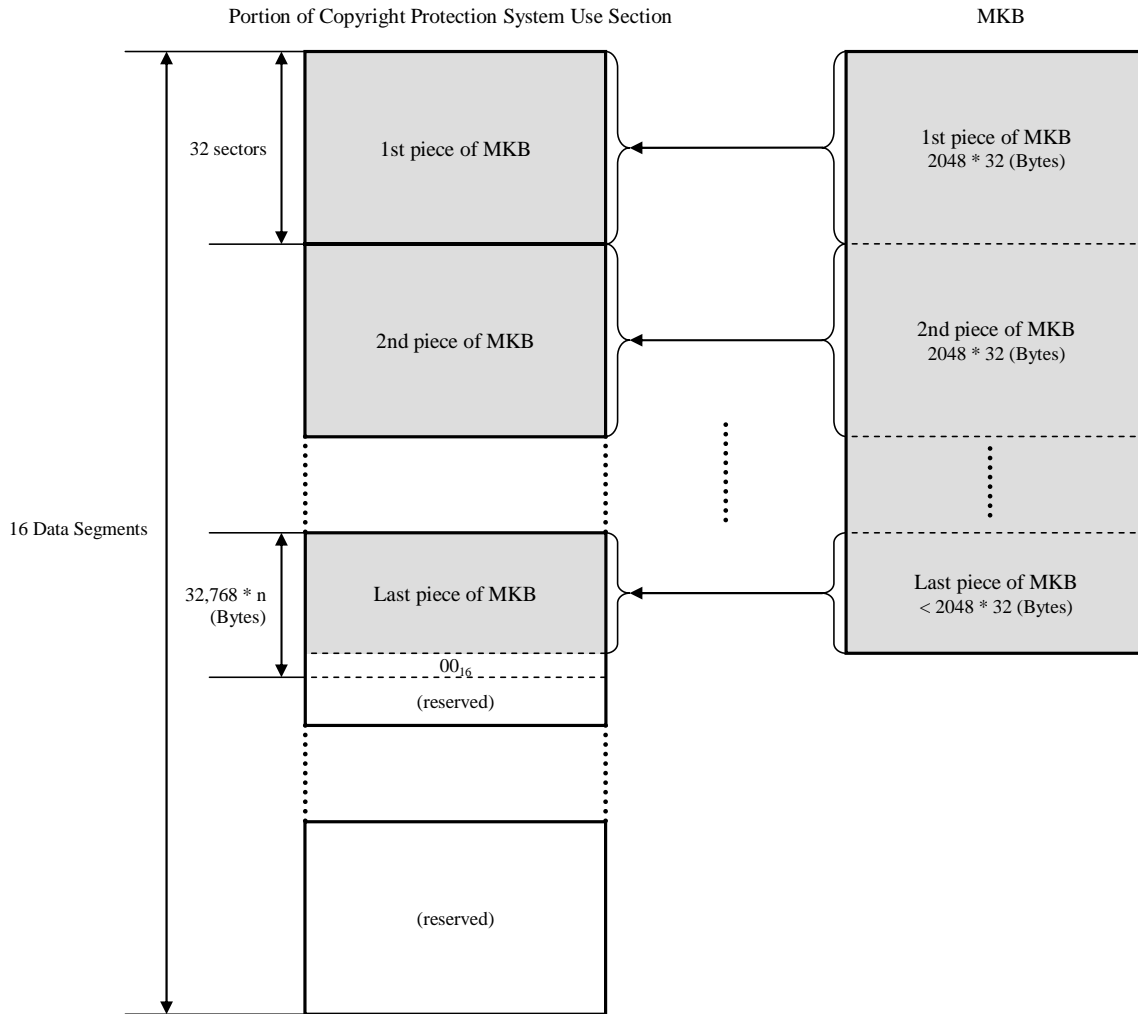 Portion of Copyright Protection System Use Section
MKB
32 sectors
1st piece of MKB
1st piece of MKB
2048 * 32 (Bytes)
2nd piece of MKB
2nd piece of MKB
2048 * 32 (Bytes)
16 Data Segments
32,768 * n
(Bytes)
Last piece of MKB
Last piece of MKB
< 2048 * 32 (Bytes)
00₁₆
(reserved)
(reserved)